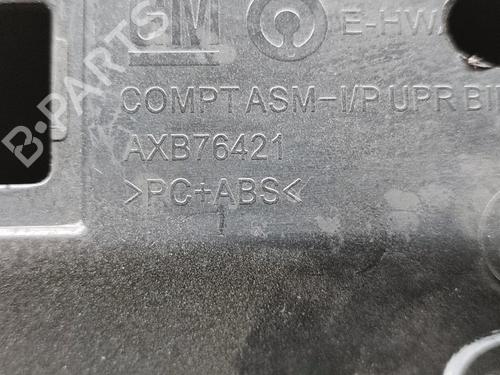 GM E-HW
COMPT ASM-I/P UPR BI
AXB76421
>PC+ABS<
1
B-PARTS